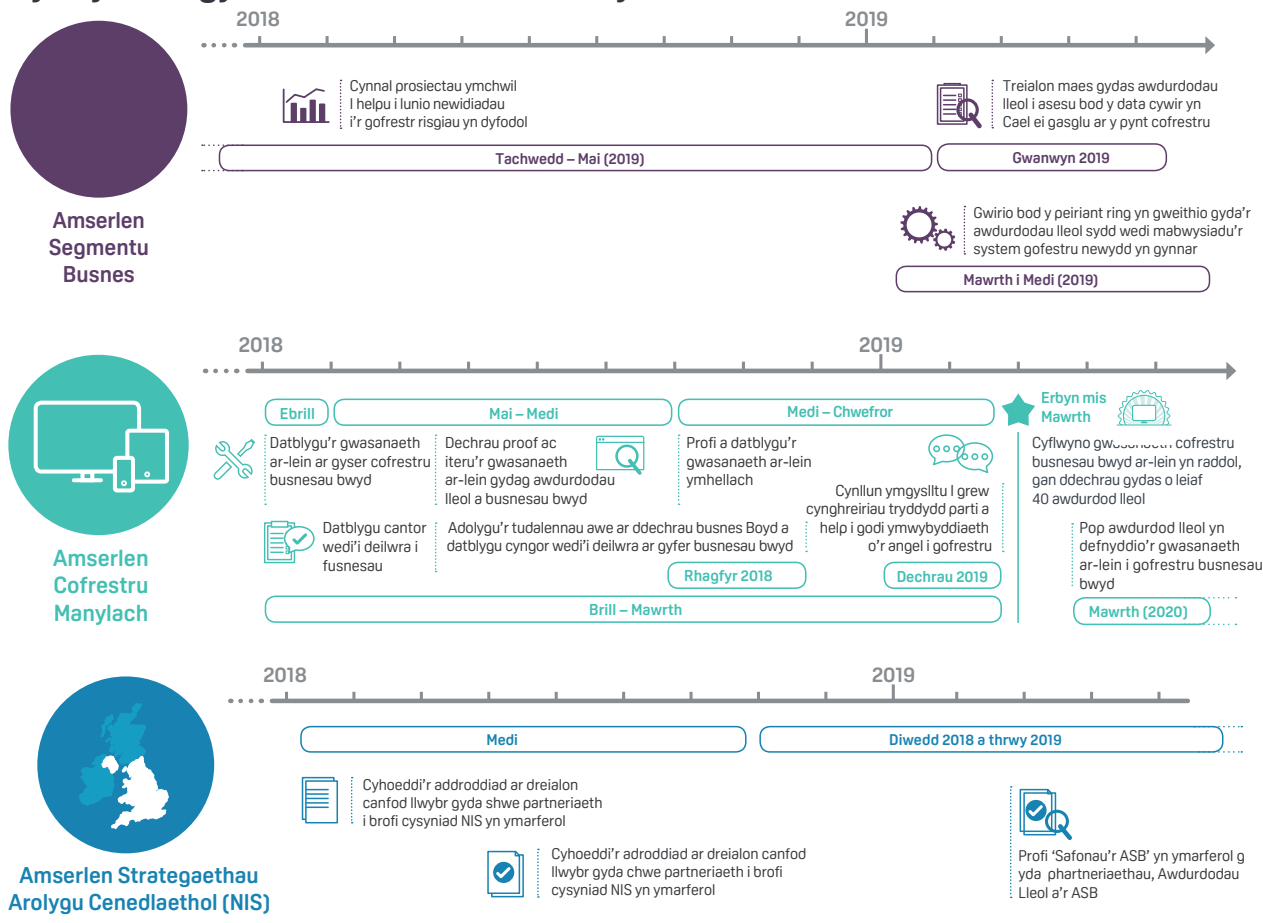 2018
2019
Cynnal prosiectau ymchwil
I helpu i lunio newidiadau
i'r gofrestr risgiau yn dyfodol
Treialon maes gydas awdurdodau
lleol i asesu bod y data cywir yn
Cael ei gasglu ar y pynt cofrestru
Tachwedd – Mai (2019)
Gwanwyn 2019
Amserlen
Segmentu
Busnes
Gwirio bod y peiriant ring yn gweithio gyda'r
awdurdodau lleol sydd wedi mabwysiadu'r
system gofestru newydd yn gynnar
Mawrth i Medi (2019)
2018
2019
Ebrill
Mai – Medi
Medi – Chwefror
Erbyn mis
Mawrth
Datblygu'r gwasanaeth
ar-lein ar gyser cofrestru
busnesau bwyd
Dechrau proof ac
iteru'r gwasanaeth
ar-lein gydag awdurdodau
lleol a busnesau bwyd
Profi a datblygu'r
gwasanaeth ar-lein
ymhellach
Cyflwyno gwasanaeth cofrestru
busnesau bwyd ar-lein yn raddol,
gan ddechrau gydas o leiaf
40 awdurdod lleol
Datblygu cantor
wedi'i deilwra i
fusnesau
Adolygu'r tudalennau awe ar ddechrau busnes Boyd a
datblygu cyngor wedi'i deilwra ar gyfer busnesau bwyd
Rhagfyr 2018
Cynllun ymgyslltu I grew
cynghreiriau tryddydd parti a
help i godi ymwybyddiaeth
o'r angel i gofestru
Dechrau 2019
Pop awdurdod lleol yn
defnyddio'r gwasanaeth
ar-lein i gofrestru busnesau
bwyd
Mawrth (2020)
Brill – Mawrth
Amserlen
Cofrestru
Manylach
2018
2019
Medi
Diwedd 2018 a thrwy 2019
Cyhoeddi'r addroddiad ar dreialon
canfod llwybr gyda shwe partneriaeth
i brofi cysyniad NIS yn ymarferol
Cyhoeddi'r adroddiad ar dreialon canfod
llwybr gyda chwe partneriaeth i brofi
cysyniad NIS yn ymarferol
Profi 'Safonau'r ASB' yn ymarferol g
yda phartneriaethau, Awdurdodau
Lleol a'r ASB
Amserlen Strategaethau
Arolygu Cenedlaethol (NIS)